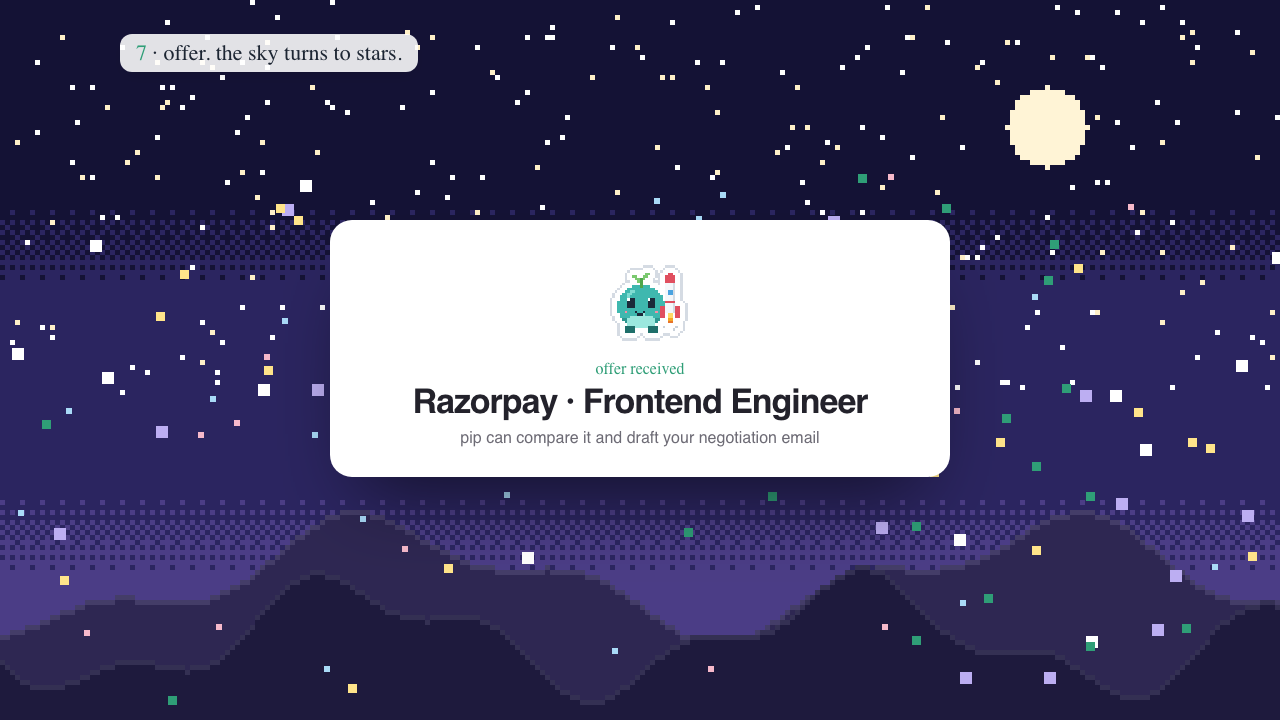 7 · offer. the sky turns to stars.
offer received
Razorpay · Frontend Engineer
pip can compare it and draft your negotiation email